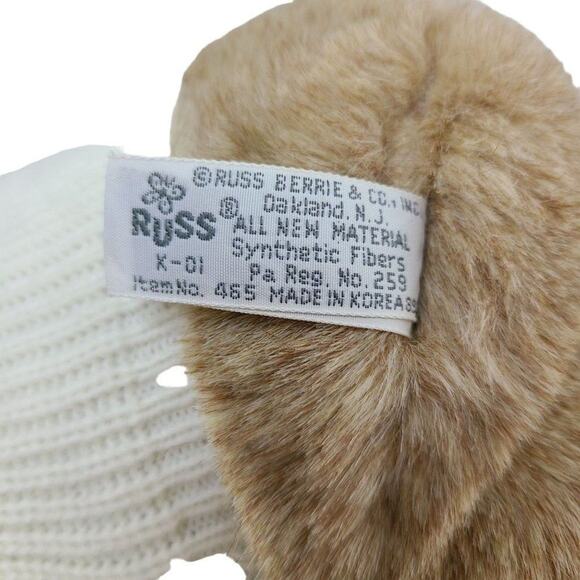 © RUSS BERRIE & CO., INC
RUSS ® Oakland, N.J.
ALL NEW MATERIAL
Synthetic Fibers
K-01 Pa. Reg. No. 259
Item No. 465 MADE IN KOREA